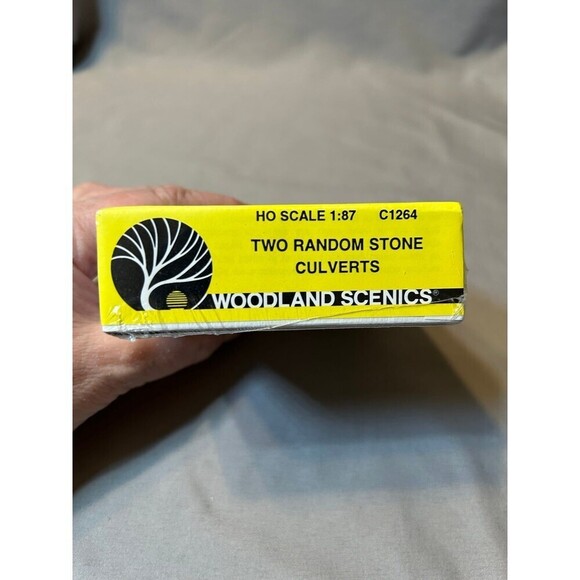 HO SCALE 1:87 C1264
TWO RANDOM STONE
CULVERTS
WOODLAND SCENICS®